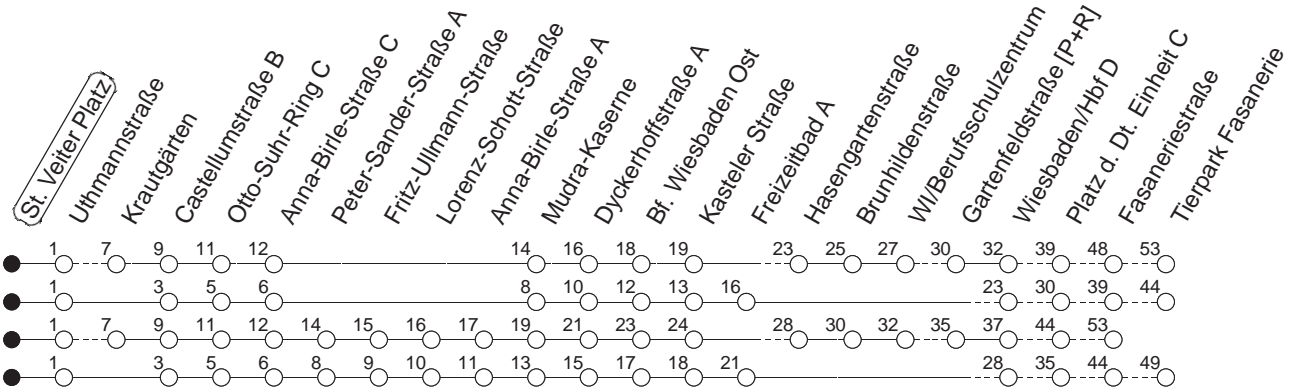 St. Veiter Platz
Uthmannstraße
Krautgärten
Castellumstraße B
Otto-Suhr-Ring C
Anna-Birle-Straße C
Peter-Sander-Straße A
Fritz-Ullmann-Straße
Lorenz-Schott-Straße
Anna-Birle-Straße A
Mudra-Kaserne
Dyckerhoffstraße A
Bf. Wiesbaden Ost
Kasteler Straße
Freizeitbad A
Hasengartenstraße
Brunhildenstraße
WI/Berufsschulzentrum
Gartenfeldstraße [P+R]
Wiesbaden/Hbf D
Platz d. Dt. Einheit C
Fasaneriestraße
Tierpark Fasanerie
1 7 9 11 12 14 16 18 19 23 25 27 30 32 39 48 53
1 3 5 6 8 10 12 13 16 23 30 39 44
1 7 9 11 12 14 15 16 17 19 21 23 24 28 30 32 35 37 44 53
1 3 5 6 8 9 10 11 13 15 17 18 21 28 35 44 49